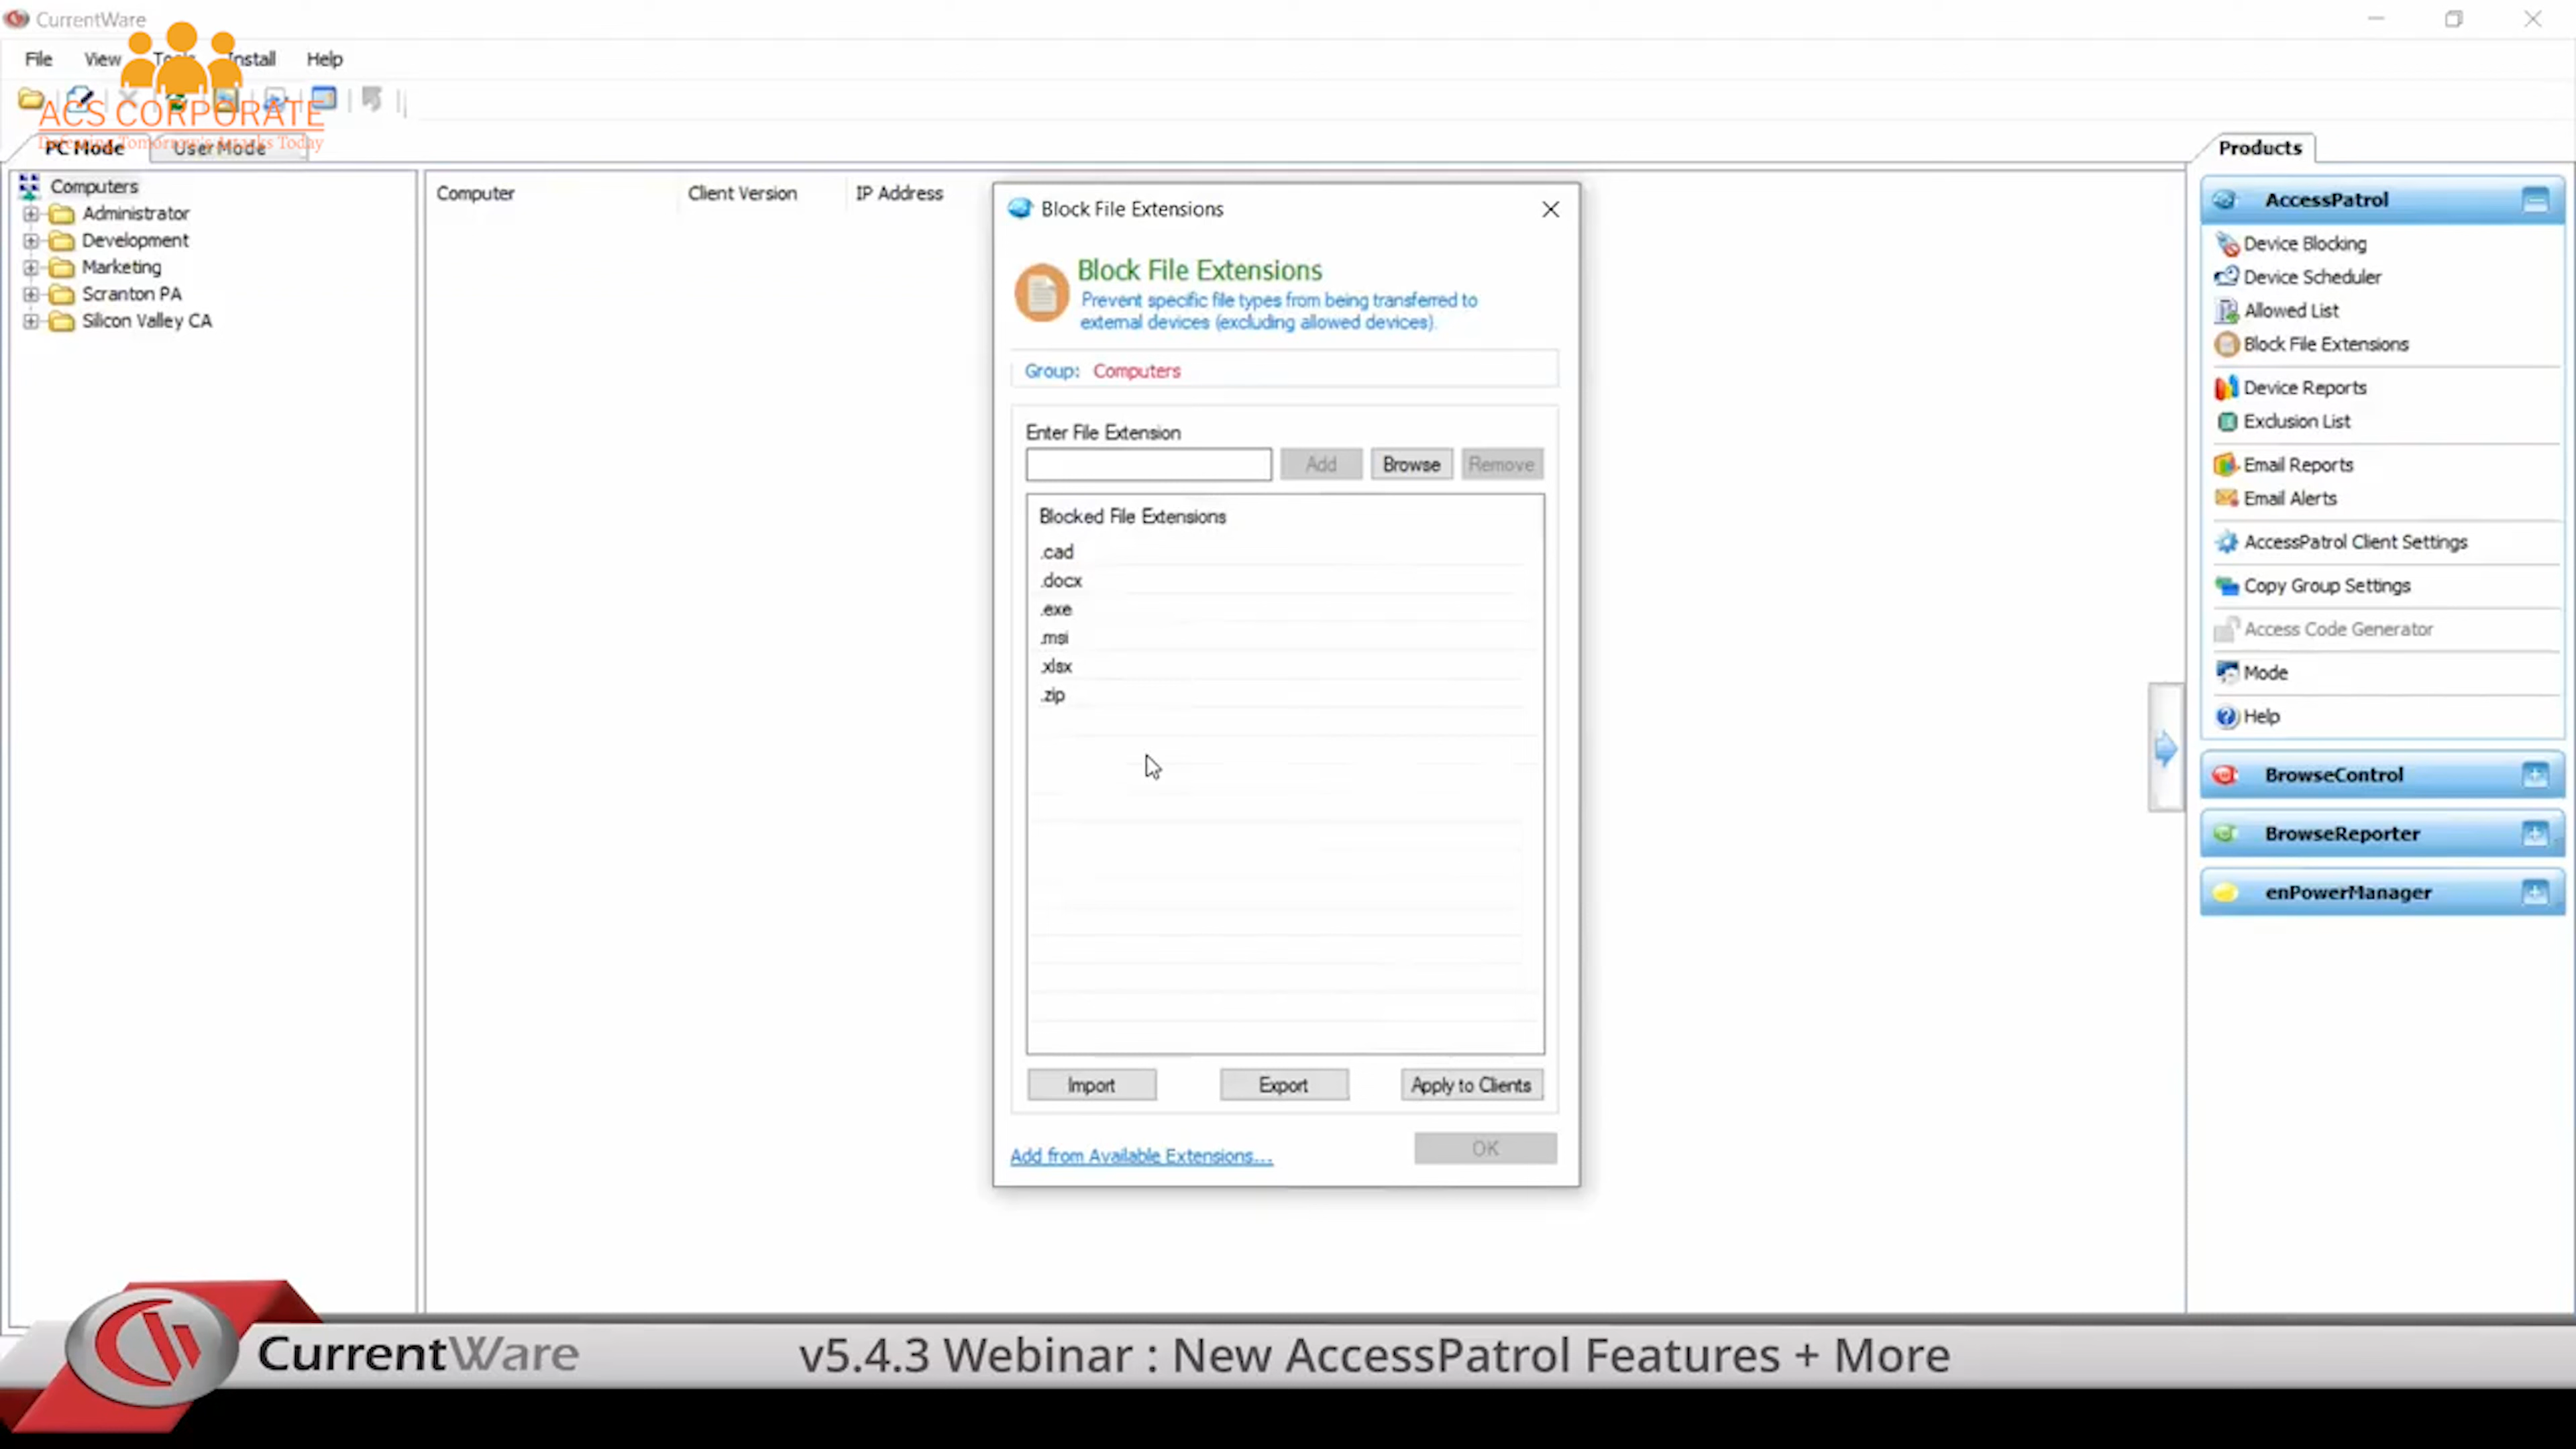 CurrentWare
File View Tools Install Help
ACS CORPORATE
PC Mode User Mode
Computers
Administrator
Development
Marketing
Scranton PA
Silicon Valley CA
Computer Client Version IP Address
Block File Extensions
Block File Extensions
Prevent specific file types from being transferred to
external devices (excluding allowed devices).
Group: Computers
Enter File Extension
Add Browse Remove
Blocked File Extensions
.cad
.docx
.exe
.msi
.xlsx
.zip
Import Export Apply to Clients
Add from Available Extensions...
OK
Products
AccessPatrol
Device Blocking
Device Scheduler
Allowed List
Block File Extensions
Device Reports
Exclusion List
Email Reports
Email Alerts
AccessPatrol Client Settings
Copy Group Settings
Access Code Generator
Mode
Help
BrowseControl
BrowseReporter
enPowerManager
CurrentWare
v5.4.3 Webinar : New AccessPatrol Features + More